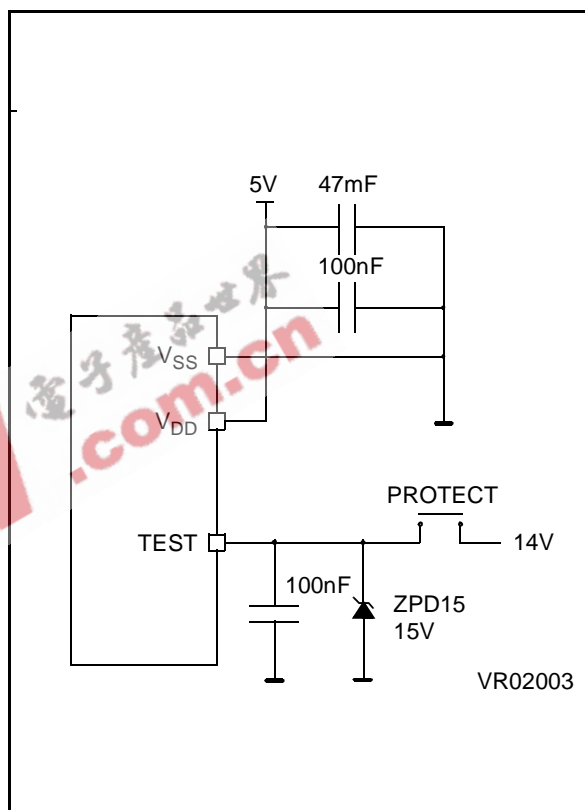 5V 47mF
100nF
VSS
VDD
電子產品世界
.com.cn
PROTECT
TEST
14V
100nF
ZPD15
15V
VR02003